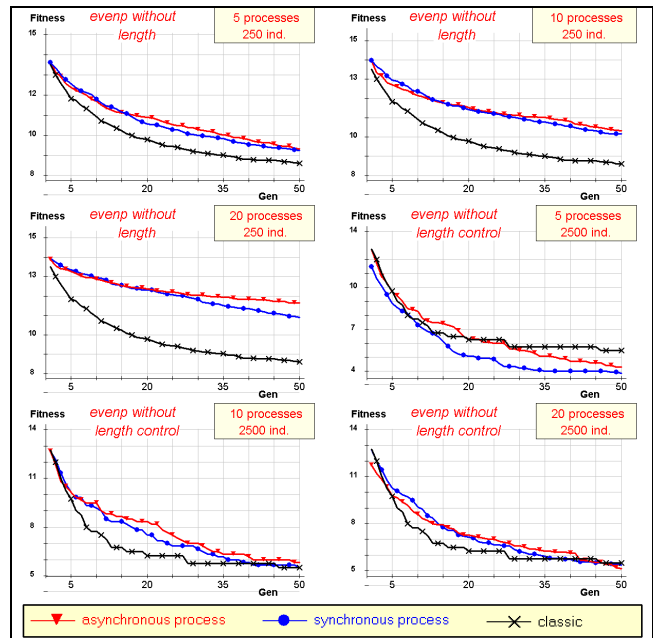 Fitness
evenp without
length
5 processes
250 ind.
15
12
10
9
8
5
20
35
50
Gen
Fitness
evenp without
length
10 processes
250 ind.
15
13
10
8
5
20
35
50
Gen
Fitness
evenp without
length
20 processes
250 ind.
15
13
10
8
5
20
35
50
Gen
Fitness
evenp without
length control
5 processes
2500 ind.
14
9
7
4
5
20
35
50
Gen
Fitness
evenp without
length control
10 processes
2500 ind.
14
11
8
5
5
20
35
50
Gen
Fitness
evenp without
length control
20 processes
2500 ind.
14
12
9
8
5
5
20
35
50
Gen
asynchronous process
synchronous process
classic